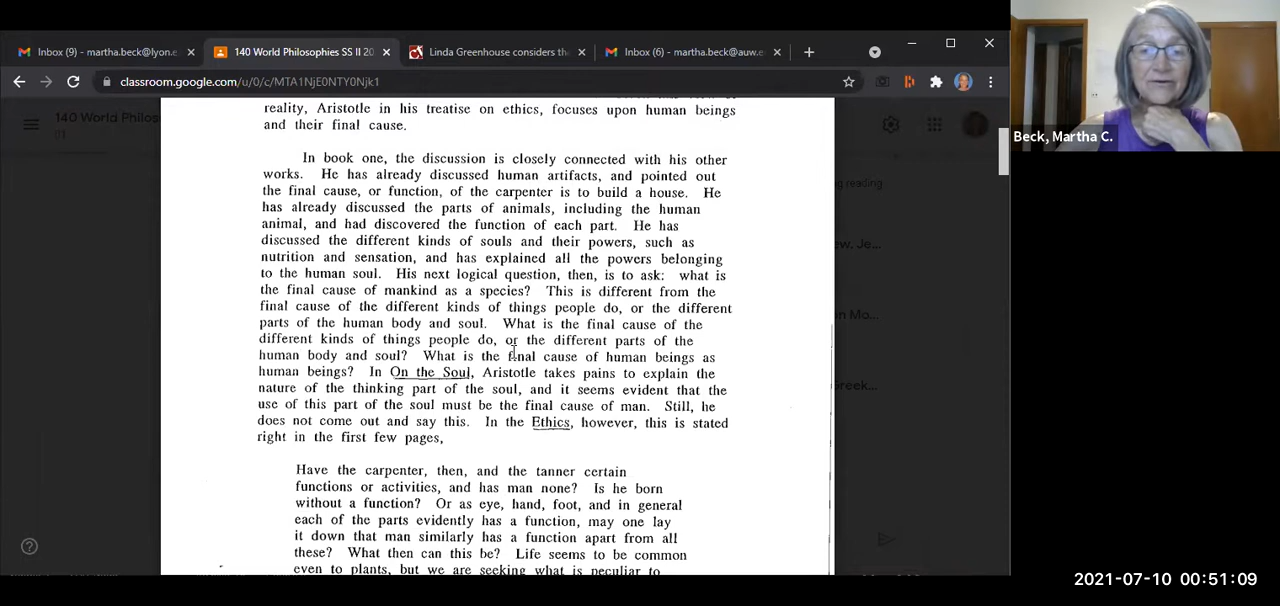 Inbox (9) - martha.beck@lyon.e
140 World Philosophies SS II 20
Linda Greenhouse considers the
Inbox (6) - martha.beck@auw.e
classroom.google.com/u/0/c/MTA1NjE0NTY0Njk1
140 World Philosop
01
reality, Aristotle in his treatise on ethics, focuses upon human beings
and their final cause.
In book one, the discussion is closely connected with his other
works. He has already discussed human artifacts, and pointed out
the final cause, or function, of the carpenter is to build a house. He
has already discussed the parts of animals, including the human
animal, and had discovered the function of each part. He has
discussed the different kinds of souls and their powers, such as
nutrition and sensation, and has explained all the powers belonging
to the human soul. His next logical question, then, is to ask: what is
the final cause of mankind as a species? This is different from the
final cause of the different kinds of things people do, or the different
parts of the human body and soul. What is the final cause of the
different kinds of things people do, or the different parts of the
human body and soul? What is the final cause of human beings as
human beings? In On the Soul, Aristotle takes pains to explain the
nature of the thinking part of the soul, and it seems evident that the
use of this part of the soul must be the final cause of man. Still, he
does not come out and say this. In the Ethics, however, this is stated
right in the first few pages,
Have the carpenter, then, and the tanner certain
functions or activities, and has man none? Is he born
without a function? Or as eye, hand, foot, and in general
each of the parts evidently has a function, may one lay
it down that man similarly has a function apart from all
these? What then can this be? Life seems to be common
even to plants, but we are seeking what is peculiar to
ng reading
ew, Je...
an Mo...
Greek...
Beck, Martha C.
2021-07-10 00:51:09